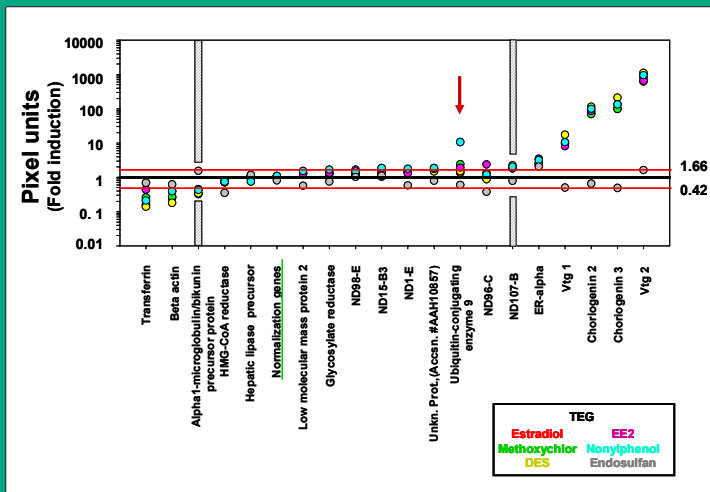 Pixel units
(Fold induction)
10000
1000
100
10
1
0.1
0.01
1.66
0.42
Transferrin
Beta actin
Alpha1-microglobulin/bikunin
precursor protein
HMG-CoA reductase
Hepatic lipase precursor
Normalization genes
Low molecular mass protein 2
Glycosylate reductase
ND98-E
ND15-B3
ND1-E
Unkn. Prot,(Accsn. #AAH10857)
Ubiquitin-conjugating
enzyme 9
ND96-C
ND107-B
ER-alpha
Vtg 1
Choriogenin 2
Choriogenin 3
Vtg 2
TEG
Estradiol EE2
Methoxychlor Nonylphenol
DES Endosulfan